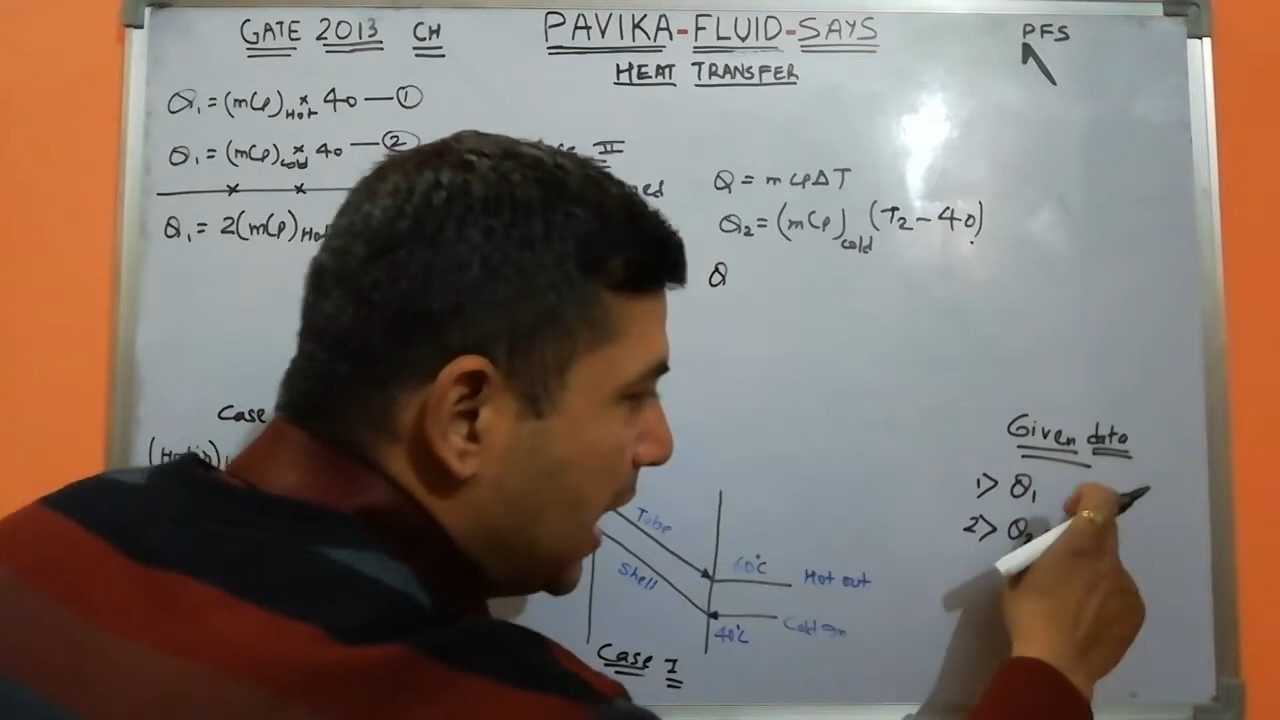 GATE 2013 CH
PAVIKA-FLUID-SAYS
PFS
HEAT TRANSFER
Q₁ = (mCp)Hot × 40 — ①
Q₁ = (mCp)cold × 40 — ②
Q₁ = 2(mCp)Hot
II
Q = mCpΔT
Q₂ = (mCp)cold (T₂ - 40)
Q
Case
Given data
1> Q₁
2> Q₂
Tube
Shell
60°C
Hot out
Cold In
40°C
Case I